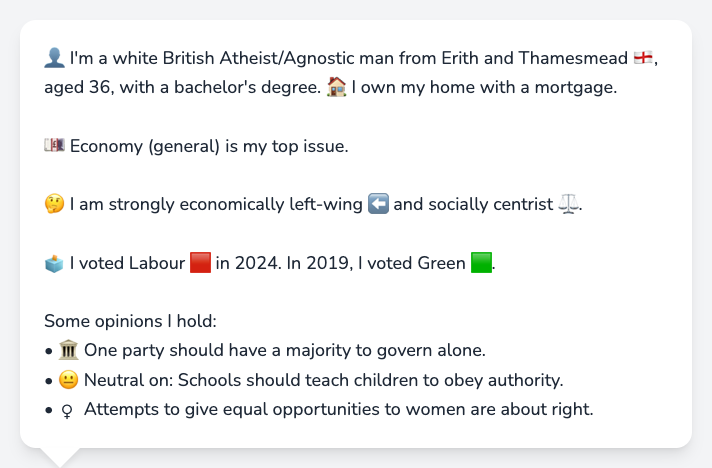 👤 I'm a white British Atheist/Agnostic man from Erith and Thamesmead 🏴󠁧󠁢󠁥󠁮󠁧󠁿,
aged 36, with a bachelor's degree. 🏠 I own my home with a mortgage.
💷 Economy (general) is my top issue.
🤔 I am strongly economically left-wing ⬅️ and socially centrist ⚖️.
🗳️ I voted Labour 🟥 in 2024. In 2019, I voted Green 🟩.
Some opinions I hold:
• 🏛️ One party should have a majority to govern alone.
• 😐 Neutral on: Schools should teach children to obey authority.
• ♀ Attempts to give equal opportunities to women are about right.